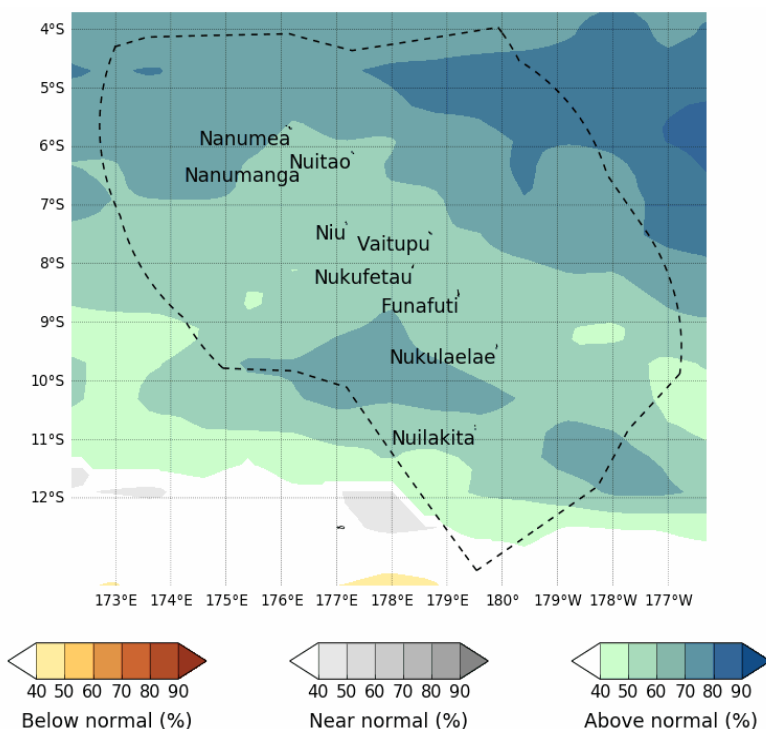 4°S
5°S
6°S
7°S
8°S
9°S
10°S
11°S
12°S
Nanumea
Nuitao
Nanumanga
Niu
Vaitupu
Nukufetau
Funafuti
Nukulaelae
Nuilakita
173°E 174°E 175°E 176°E 177°E 178°E 179°E 180° 179°W 178°W 177°W
40 50 60 70 80 90
Below normal (%)
40 50 60 70 80 90
Near normal (%)
40 50 60 70 80 90
Above normal (%)